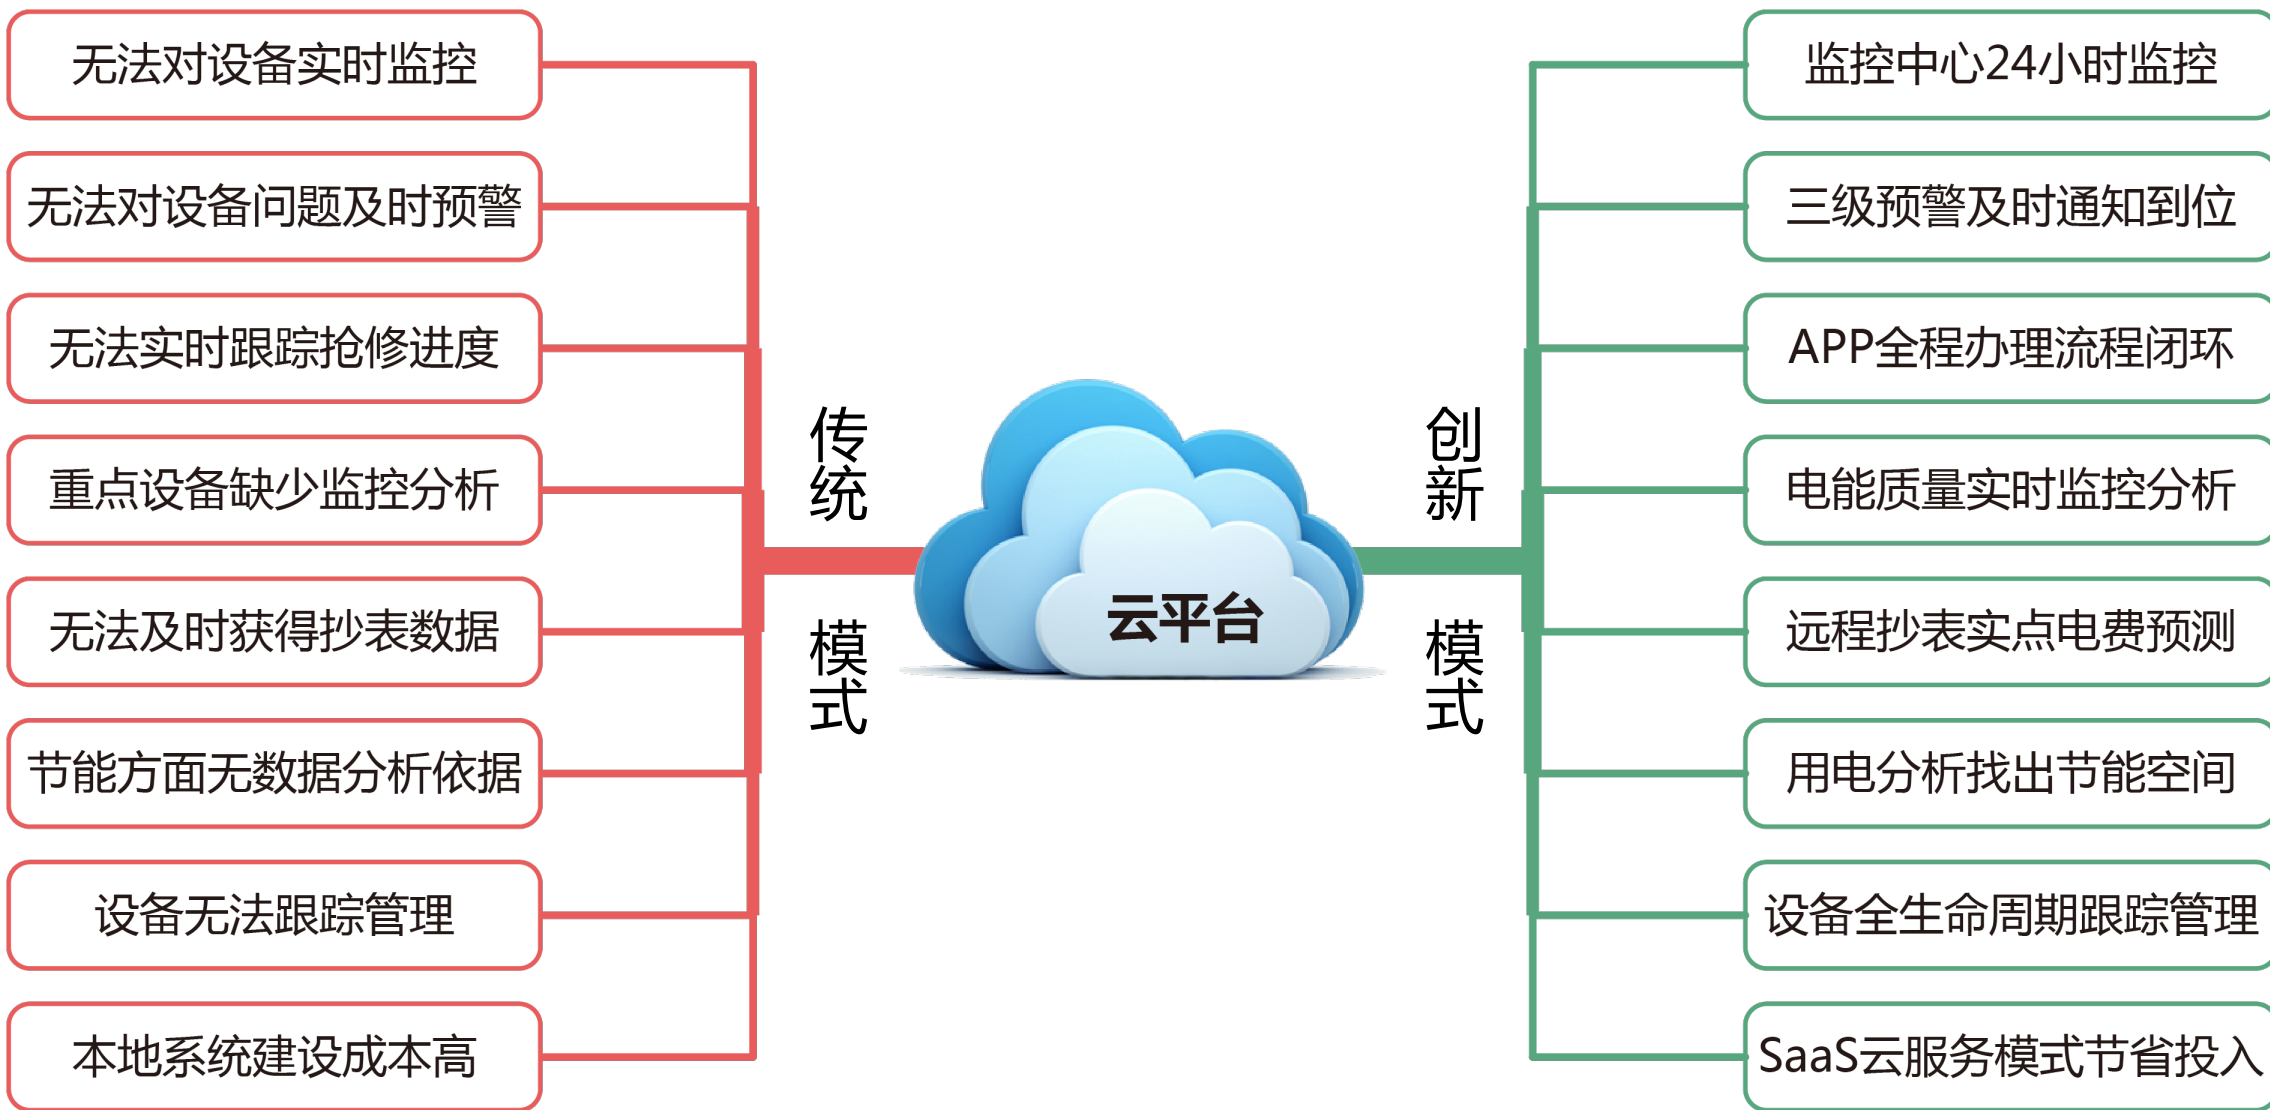 无法对设备实时监控
无法对设备问题及时预警
无法实时跟踪抢修进度
重点设备缺少监控分析
无法及时获得抄表数据
节能方面无数据分析依据
设备无法跟踪管理
本地系统建设成本高
传统
模式
云平台
创新
模式
监控中心24小时监控
三级预警及时通知到位
APP全程办理流程闭环
电能质量实时监控分析
远程抄表实点电费预测
用电分析找出节能空间
设备全生命周期跟踪管理
SaaS云服务模式节省投入